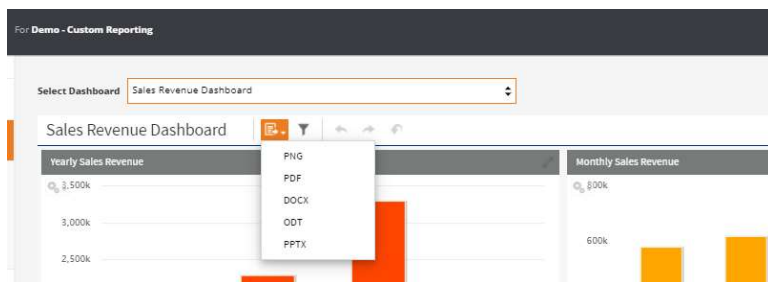 For Demo - Custom Reporting
Select Dashboard Sales Revenue Dashboard
Sales Revenue Dashboard
PNG
PDF
DOCX
ODT
PPTX
Yearly Sales Revenue
3,500k
3,000k
2,500k
Monthly Sales Revenue
800k
600k